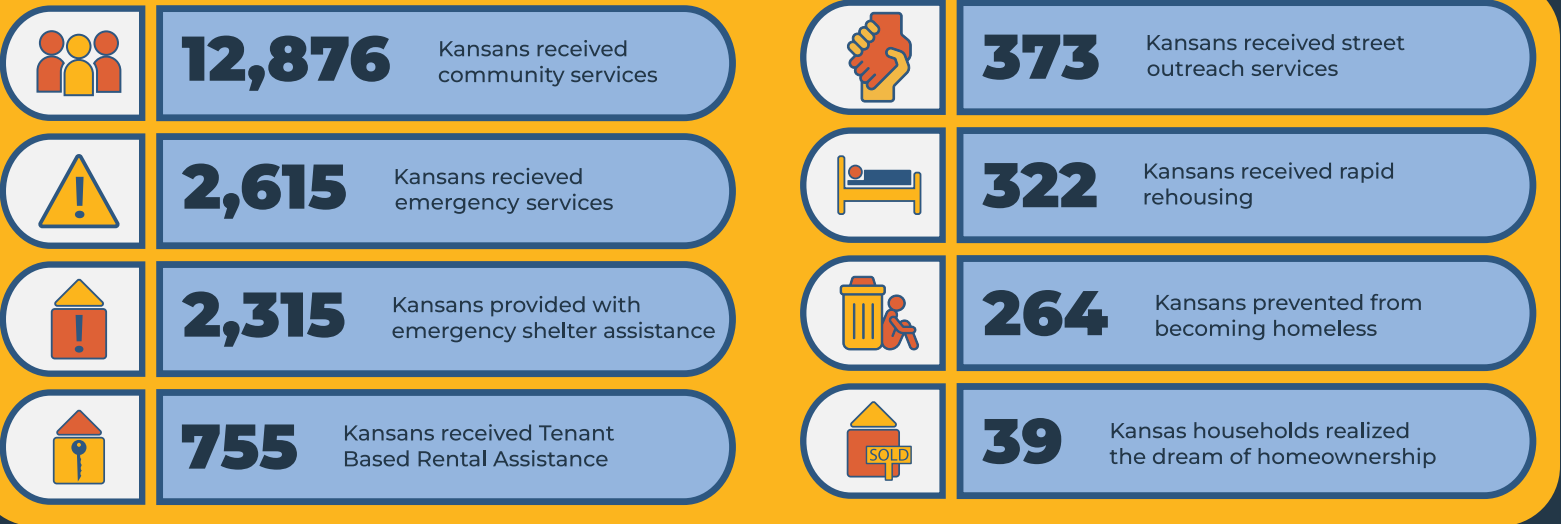 12,876
Kansans received
community services
2,615
Kansans recieved
emergency services
2,315
Kansans provided with
emergency shelter assistance
755
Kansans received Tenant
Based Rental Assistance
373
Kansans received street
outreach services
322
Kansans received rapid
rehousing
264
Kansans prevented from
becoming homeless
SOLD
39
Kansas households realized
the dream of homeownership